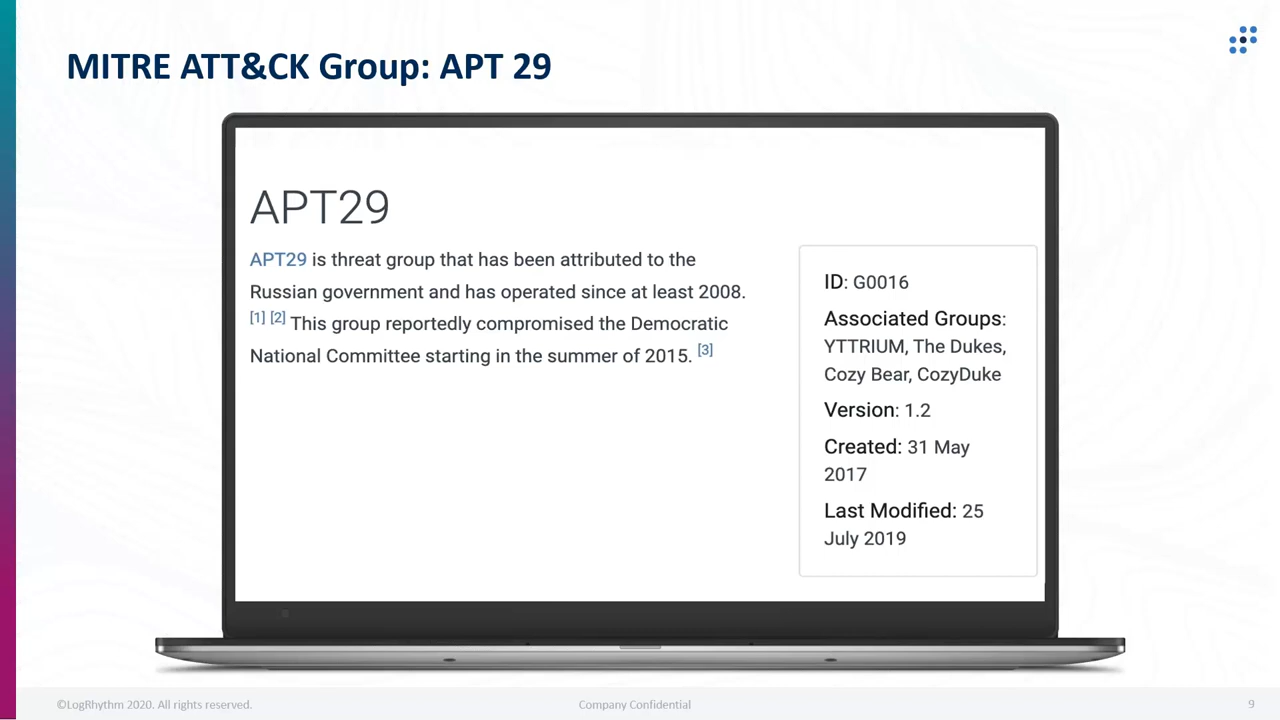 MITRE ATT&CK Group: APT 29
APT29
APT29 is threat group that has been attributed to the
Russian government and has operated since at least 2008.
[1] [2] This group reportedly compromised the Democratic
National Committee starting in the summer of 2015. [3]
ID: G0016
Associated Groups:
YTTRIUM, The Dukes,
Cozy Bear, CozyDuke
Version: 1.2
Created: 31 May
2017
Last Modified: 25
July 2019
©LogRhythm 2020. All rights reserved.
Company Confidential
9